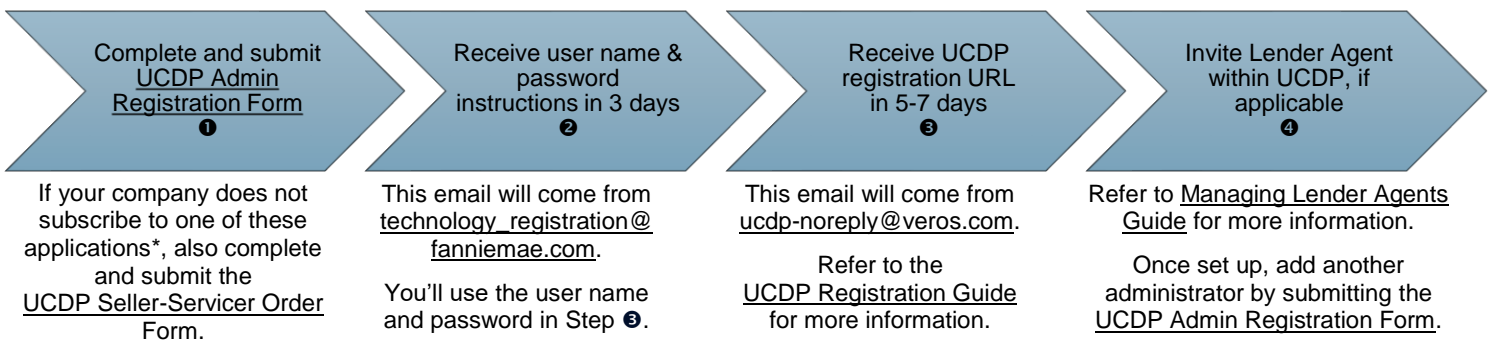 Complete and submit
UCDP Admin
Registration Form
❶
If your company does not
subscribe to one of these
applications*, also complete
and submit the
UCDP Seller-Servicer Order
Form.
Receive user name &
password
instructions in 3 days
❷
This email will come from
technology_registration@
fanniemae.com.
You’ll use the user name
and password in Step ❸.
Receive UCDP
registration URL
in 5-7 days
❸
This email will come from
ucdp-noreply@veros.com.
Refer to the
UCDP Registration Guide
for more information.
Invite Lender Agent
within UCDP, if
applicable
❹
Refer to Managing Lender Agents
Guide for more information.
Once set up, add another
administrator by submitting the
UCDP Admin Registration Form.